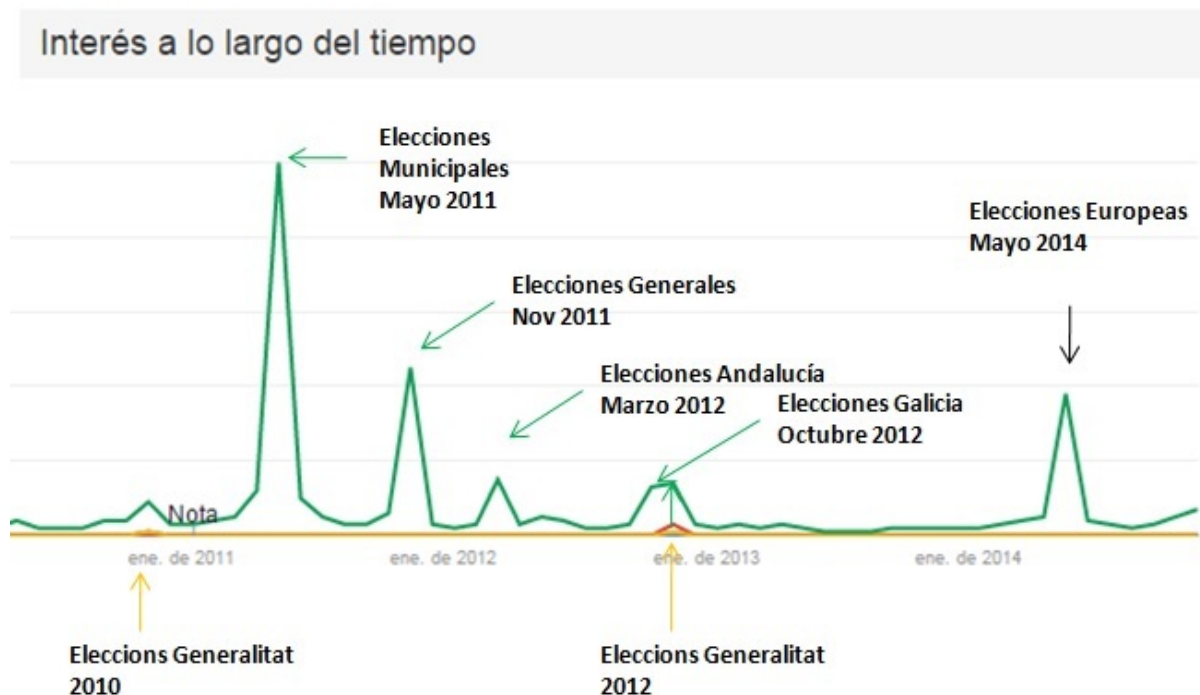 Interés a lo largo del tiempo
Elecciones
Municipales
Mayo 2011
Elecciones Europeas
Mayo 2014
Elecciones Generales
Nov 2011
Elecciones Andalucía
Marzo 2012
Elecciones Galicia
Octubre 2012
Nota
ene. de 2011
ene. de 2012
ene. de 2013
ene. de 2014
Eleccions Generalitat
2010
Eleccions Generalitat
2012